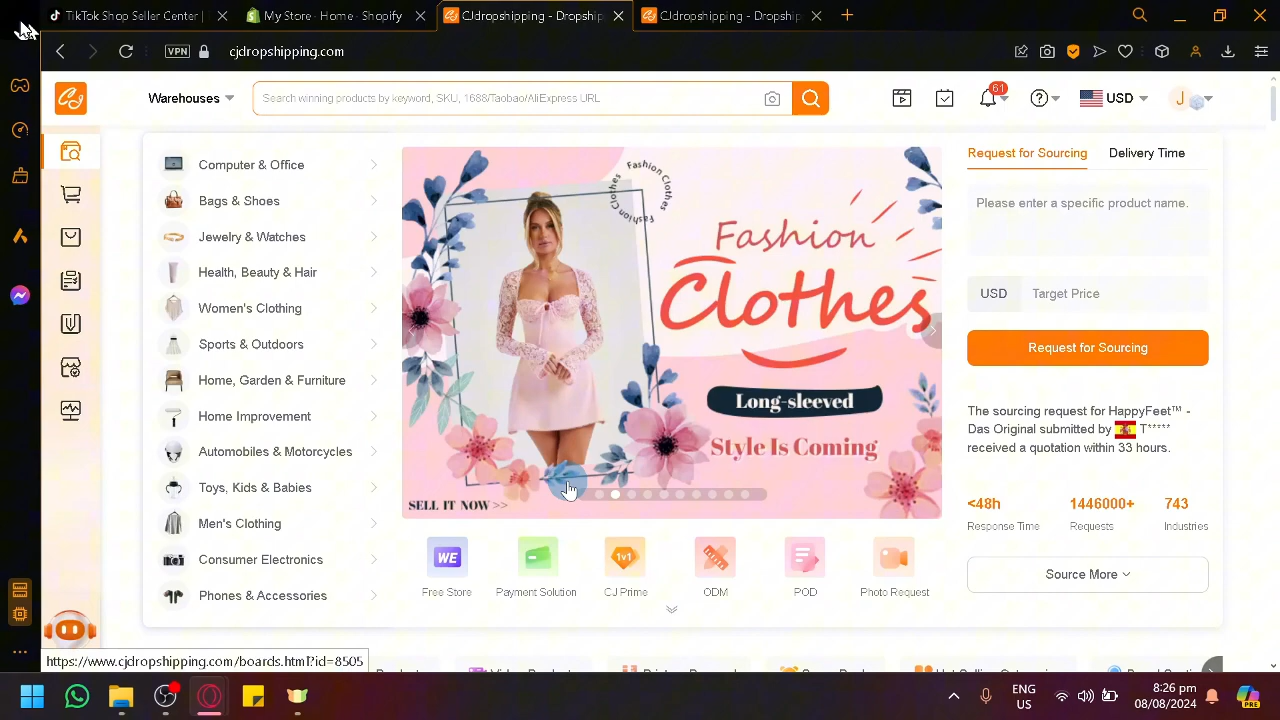 TikTok Shop Seller Center |
My Store · Home · Shopify
CJdropshipping - Dropship
CJdropshipping - Dropship
VPN
cjdropshipping.com
Warehouses
Search winning products by keyword, SKU, 1688/Taobao/AliExpress URL
61
USD
J
Computer & Office
Bags & Shoes
Jewelry & Watches
Health, Beauty & Hair
Women's Clothing
Sports & Outdoors
Home, Garden & Furniture
Home Improvement
Automobiles & Motorcycles
Toys, Kids & Babies
Men's Clothing
Consumer Electronics
Phones & Accessories
Fashion Clothes
Fashion Clothes
Fashion
Clothes
Long-sleeved
Style Is Coming
SELL IT NOW >>
WE
Free Store
Payment Solution
1v1
CJ Prime
ODM
POD
Photo Request
Request for Sourcing
Delivery Time
Please enter a specific product name.
USD
Target Price
Request for Sourcing
The sourcing request for HappyFeet™ -
Das Original submitted by T*****
received a quotation within 33 hours.
<48h
1446000+
743
Response Time
Requests
Industries
Source More
https://www.cjdropshipping.com/boards.html?id=8505
ENG
US
8:26 pm
08/08/2024
PRE